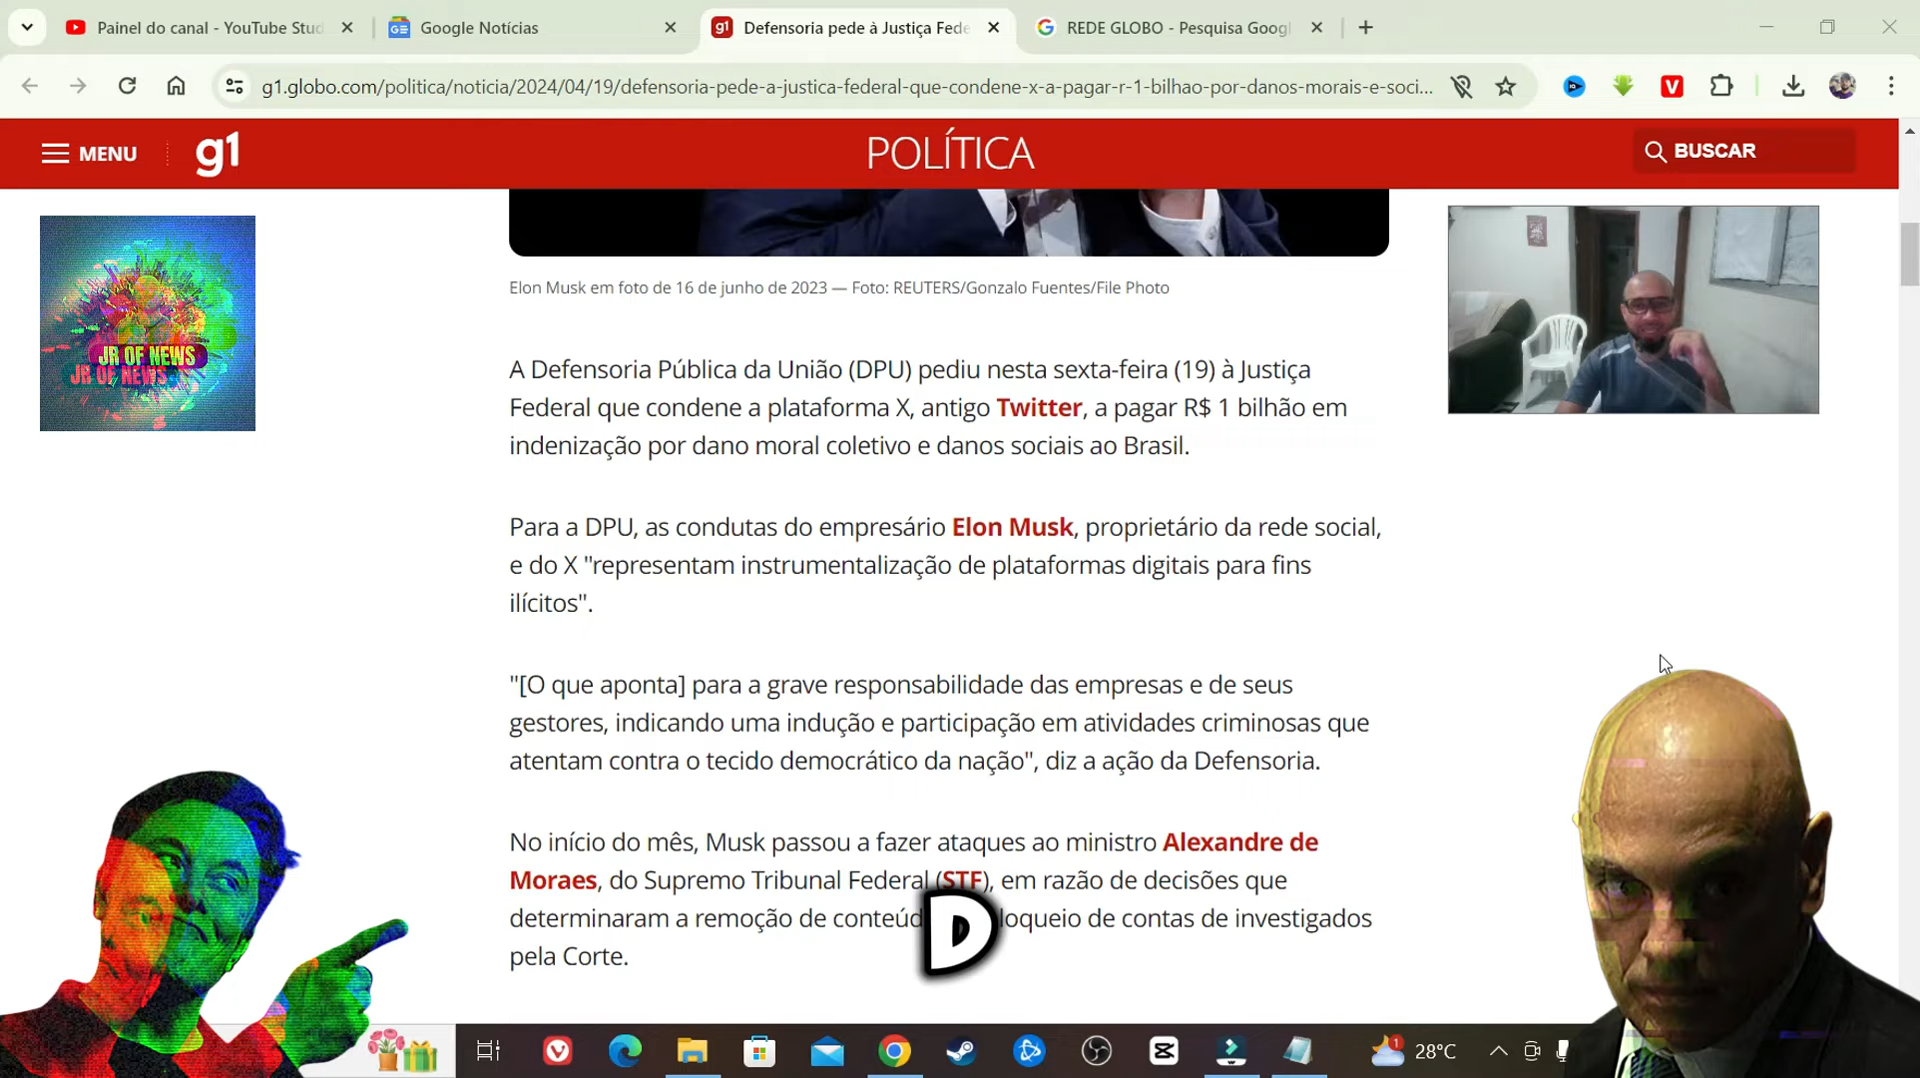 Painel do canal - YouTube Stud
Google Notícias
Defensoria pede à Justiça Fede
REDE GLOBO - Pesquisa Googl
g1.globo.com/politica/noticia/2024/04/19/defensoria-pede-a-justica-federal-que-condene-x-a-pagar-r-1-bilhao-por-danos-morais-e-soci...
MENU
g1
POLÍTICA
BUSCAR
JR OF NEWS
JR OF NEWS
Elon Musk em foto de 16 de junho de 2023 — Foto: REUTERS/Gonzalo Fuentes/File Photo
A Defensoria Pública da União (DPU) pediu nesta sexta-feira (19) à Justiça
Federal que condene a plataforma X, antigo Twitter, a pagar R$ 1 bilhão em
indenização por dano moral coletivo e danos sociais ao Brasil.
Para a DPU, as condutas do empresário Elon Musk, proprietário da rede social,
e do X "representam instrumentalização de plataformas digitais para fins
ilícitos".
"[O que aponta] para a grave responsabilidade das empresas e de seus
gestores, indicando uma indução e participação em atividades criminosas que
atentam contra o tecido democrático da nação", diz a ação da Defensoria.
No início do mês, Musk passou a fazer ataques ao ministro Alexandre de
Moraes, do Supremo Tribunal Federal (STF), em razão de decisões que
determinaram a remoção de conteúd D loqueio de contas de investigados
pela Corte.
28°C